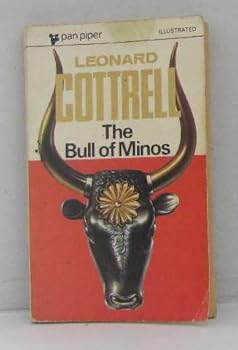 pan piper
ILLUSTRATED
LEONARD
COTTRELL
The
Bull of Minos